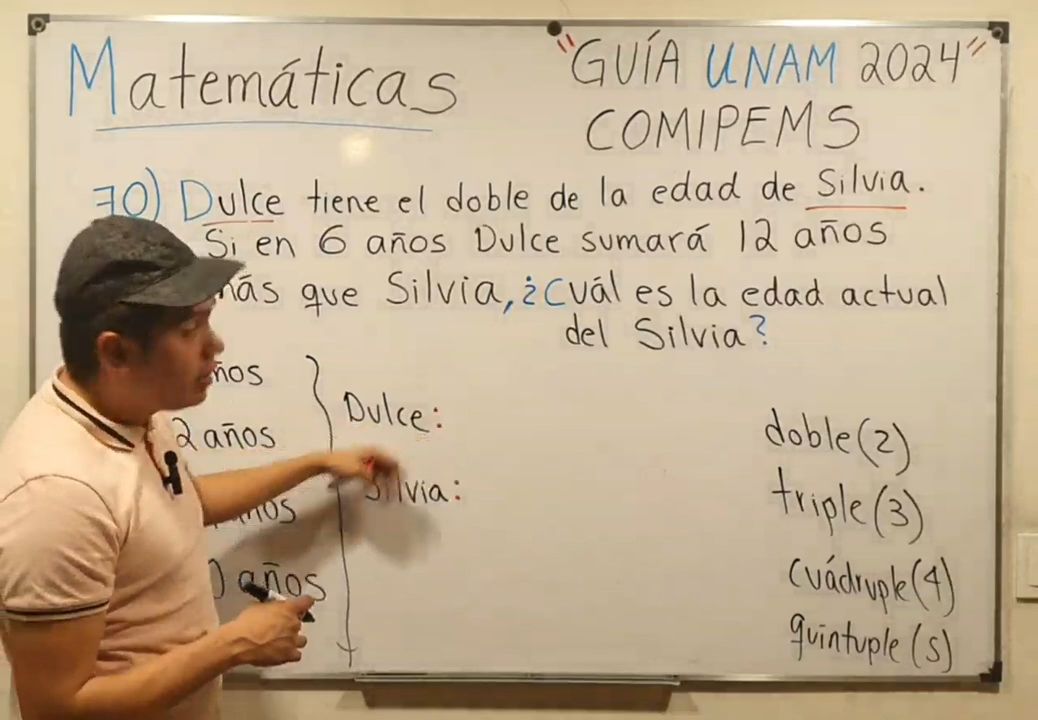 Matemáticas
"GUÍA UNAM 2024"
COMIPEMS
70) Dulce tiene el doble de la edad de Silvia.
Si en 6 años Dulce sumará 12 años
más que Silvia, ¿Cuál es la edad actual
del Silvia?
2 años
años
Dulce:
Silvia:
doble(2)
triple(3)
cuádruple(4)
quintuple(5)